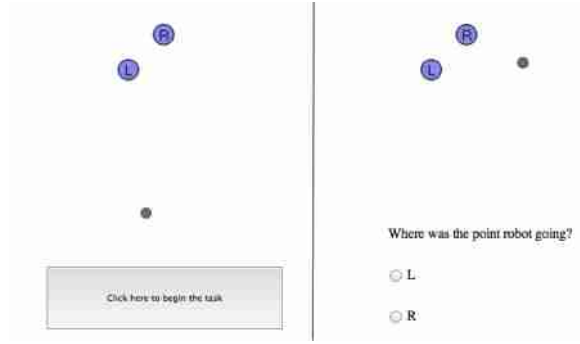 R
L
Click here to begin the task
R
L
Where was the point robot going?
L
R